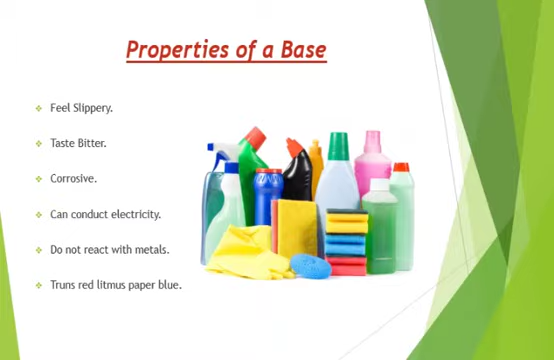 Properties of a Base
Feel Slippery.
Taste Bitter.
Corrosive.
Can conduct electricity.
Do not react with metals.
Truns red litmus paper blue.